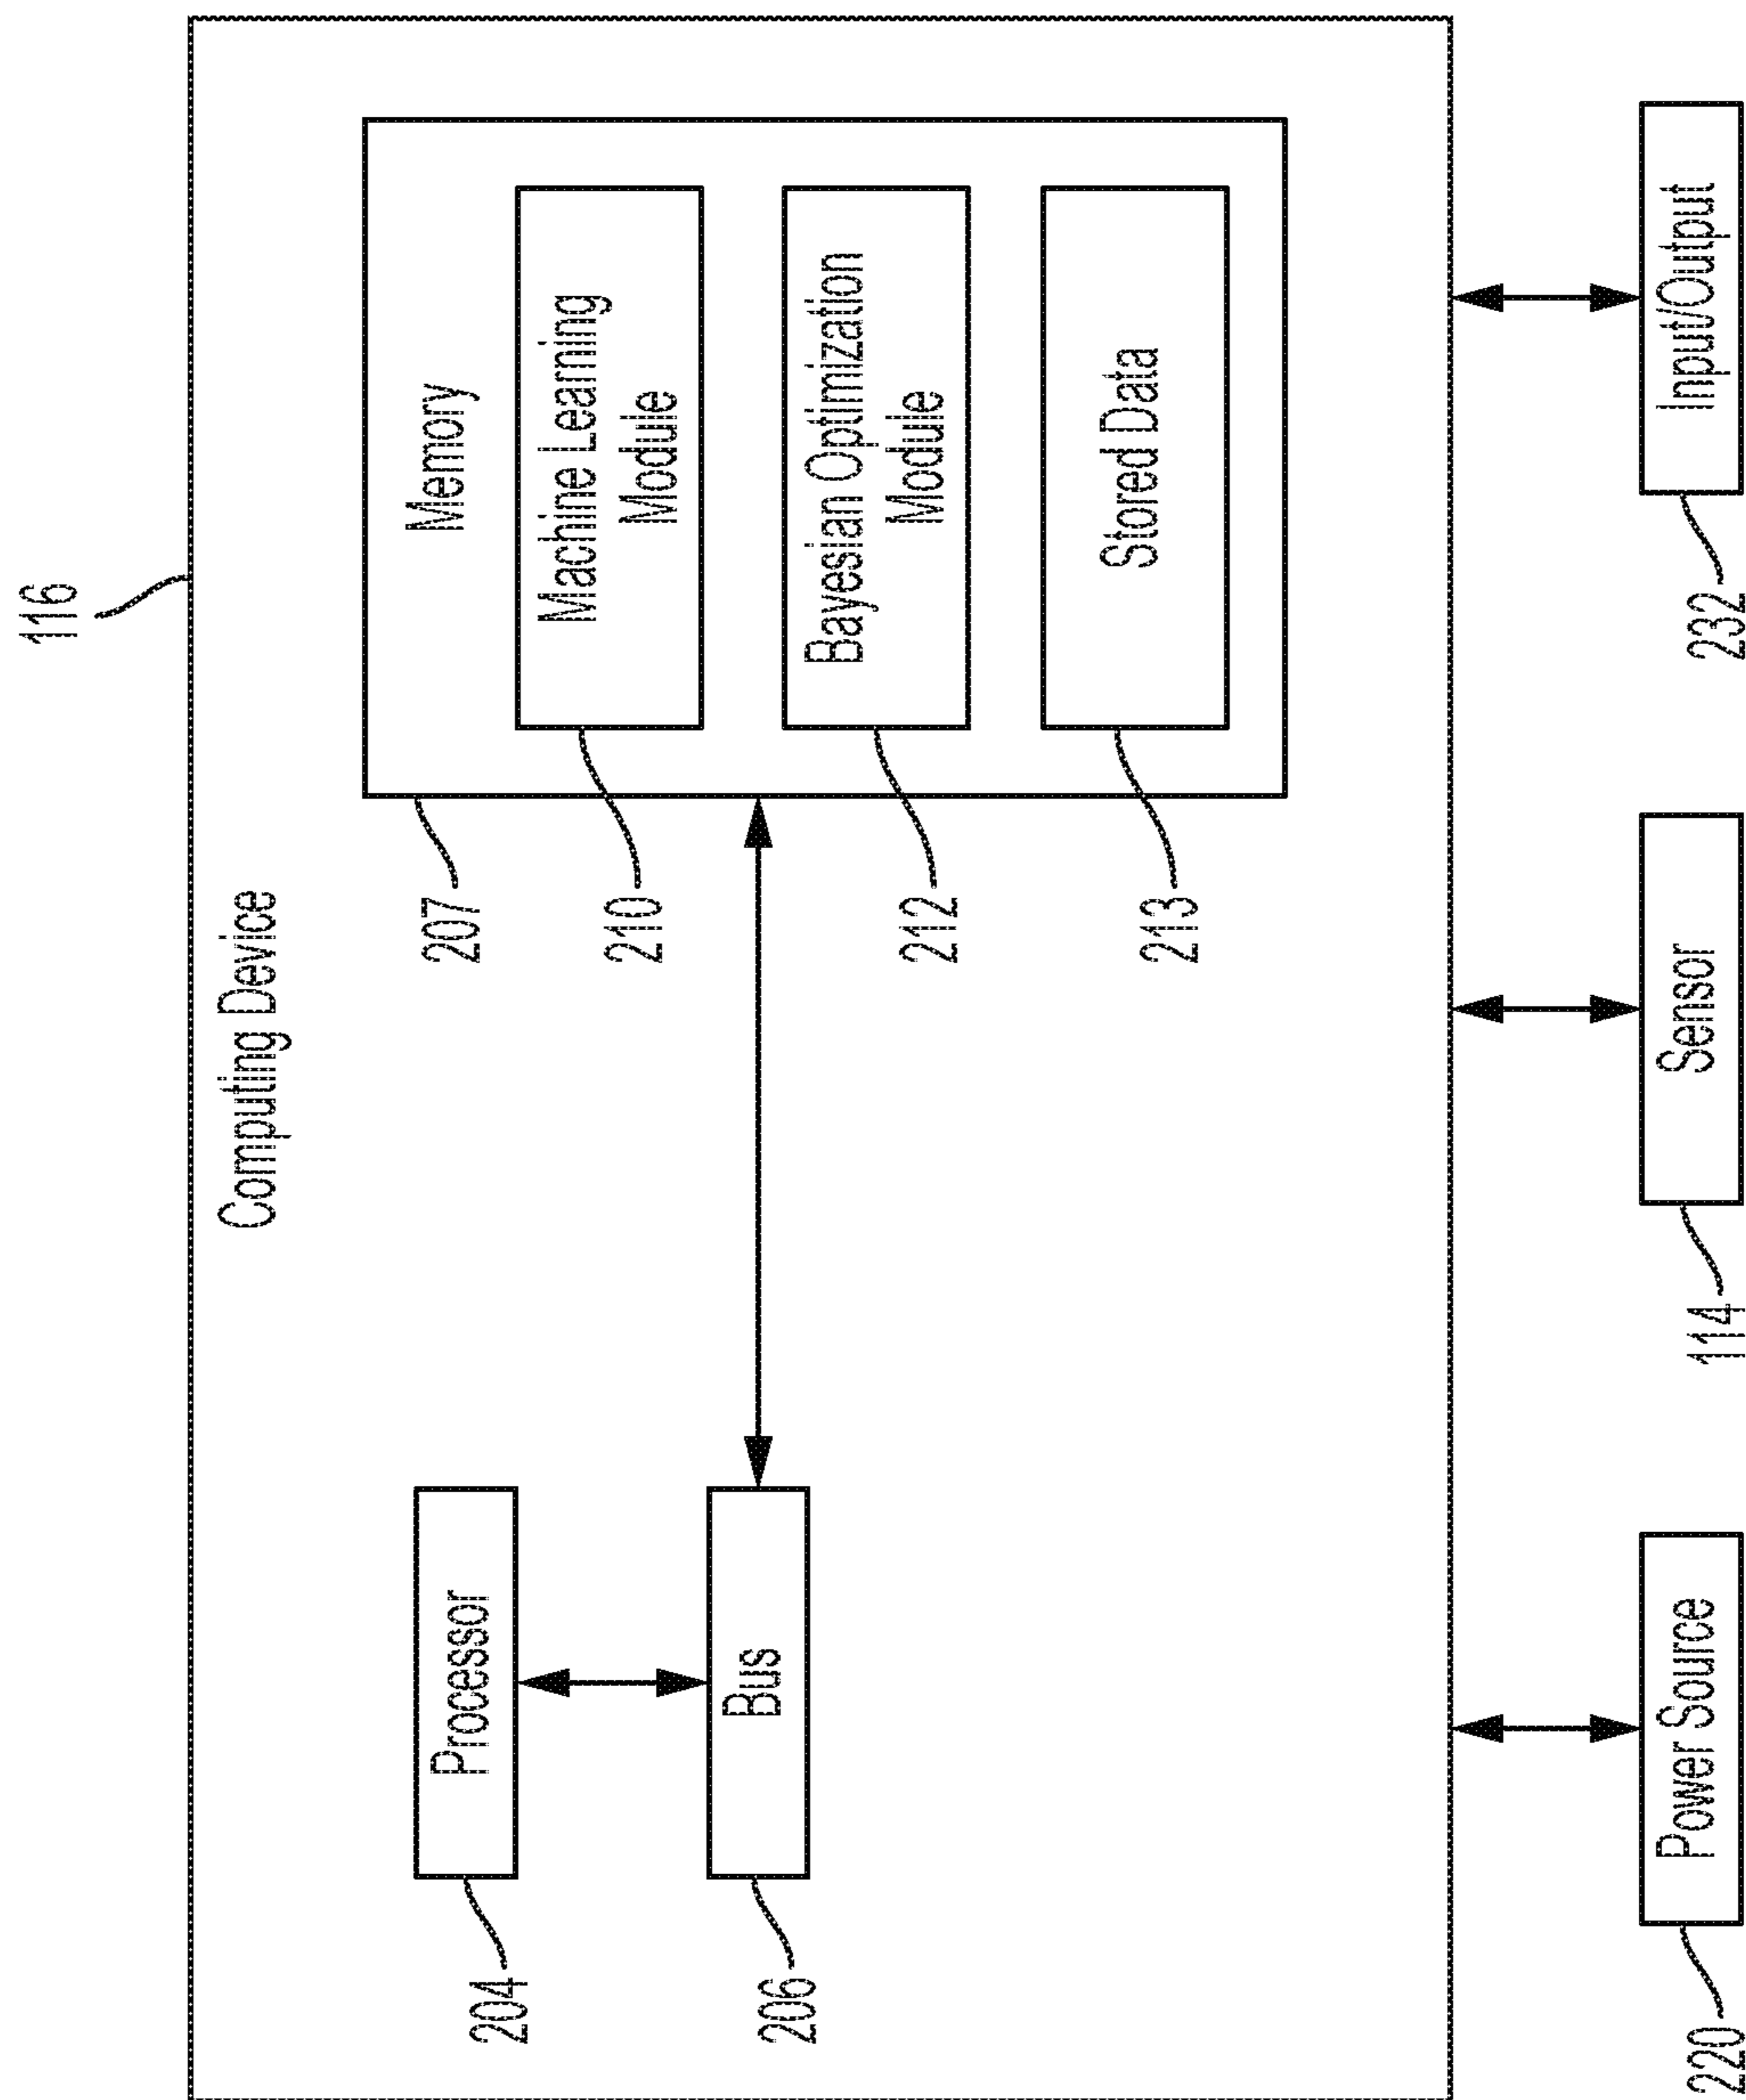 116
Computing Device
Processor
204
Bus
206
Memory
207
Machine Learning
Module
210
Bayesian Optimization
Module
212
Stored Data
213
Power Source
220
Sensor
114
Input/Output
232